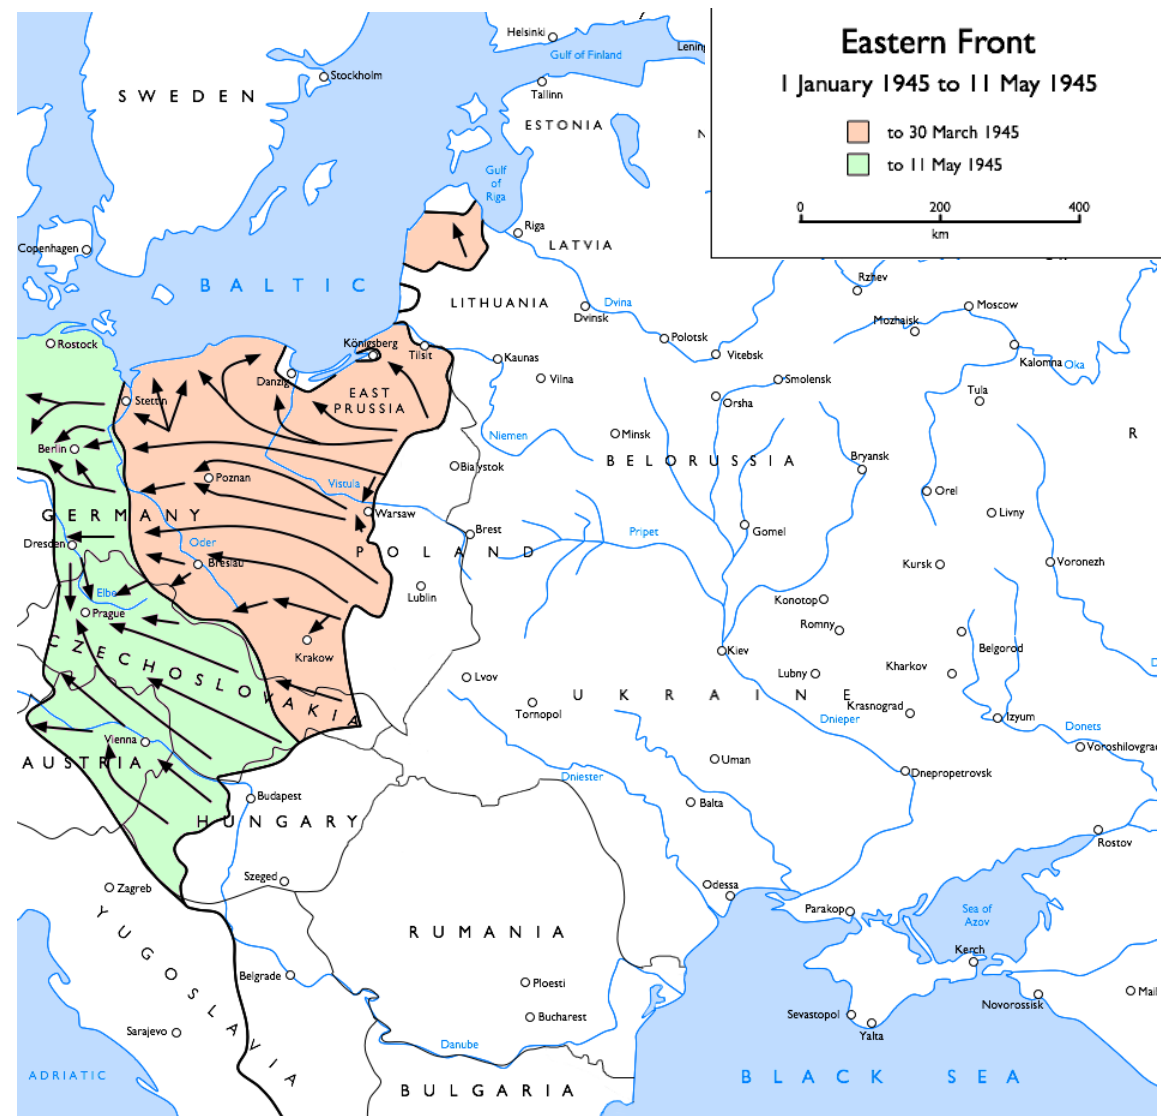 Eastern Front
1 January 1945 to 11 May 1945
to 30 March 1945
to 11 May 1945
0
200
400
km
Helsinki
Gulf of Finland
Lening
Stockholm
Tallinn
SWEDEN
ESTONIA
N
Gulf
of
Riga
Riga
LATVIA
Copenhagen
BALTIC
LITHUANIA
Dvina
Dvinsk
Rzhev
Moscow
Mozhaisk
Rostock
Königsberg
Tilsit
Kaunas
Polotsk
Vitebsk
Kalomna
Oka
Danzig
Vilna
Smolensk
Tula
Stettin
EAST
PRUSSIA
Orsha
Niemen
Minsk
R
Berlin
Bialystok
BELORUSSIA
Bryansk
Poznan
Vistula
Orel
GERMANY
Warsaw
Livny
Dresden
Oder
Brest
Pripet
Gomel
POLAND
Breslau
Kursk
Voronezh
Elbe
Lublin
Konotop
Prague
Romny
CZECHOSLOVAKIA
Krakow
Kiev
Belgorod
Lvov
Lubny
Kharkov
D
UKRAINE
Tornopol
Krasnograd
Dnieper
Izyum
Donets
Vienna
Voroshilovgra
AUSTRIA
Uman
Dniester
Dnepropetrovsk
Budapest
Balta
HUNGARY
Rostov
Szeged
Zagreb
Odessa
Parakop
Sea of
Azov
YUGOSLAVIA
RUMANIA
Kerch
Belgrade
Ploesti
Mai
Novorossisk
Bucharest
Sevastopol
Sarajevo
Yalta
Danube
ADRIATIC
BULGARIA
BLACK SEA